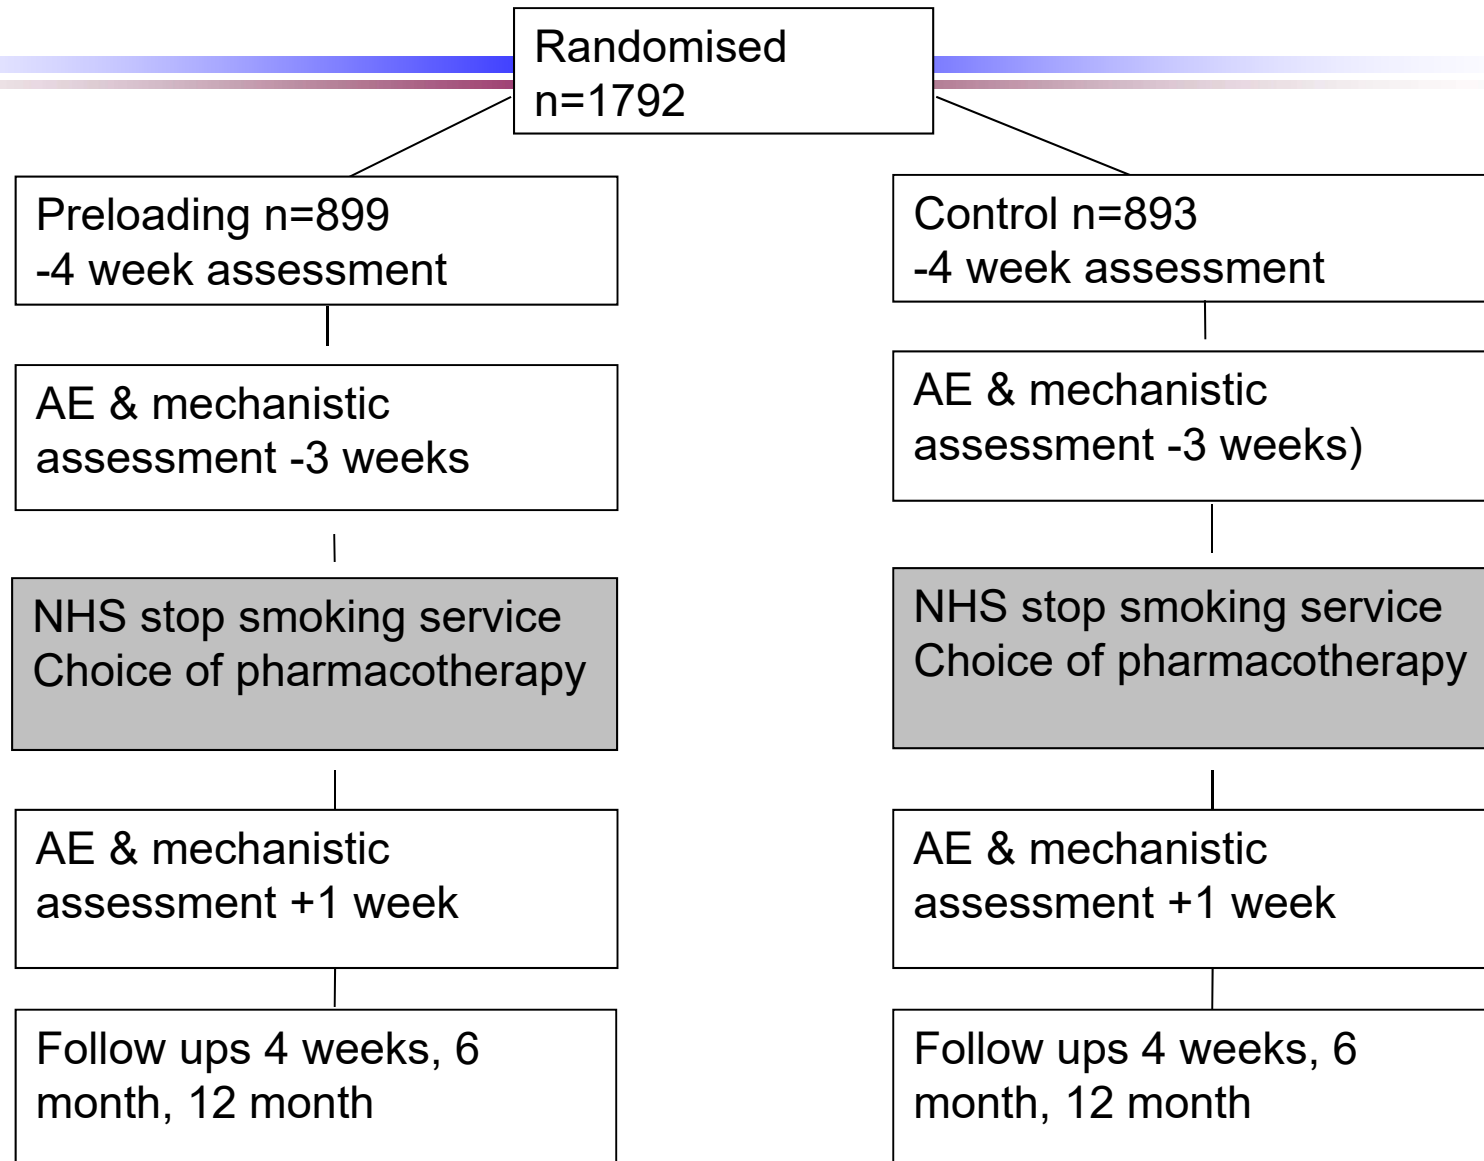 Randomised
n=1792
Preloading n=899
-4 week assessment
Control n=893
-4 week assessment
AE & mechanistic
assessment -3 weeks
AE & mechanistic
assessment -3 weeks)
NHS stop smoking service
Choice of pharmacotherapy
NHS stop smoking service
Choice of pharmacotherapy
AE & mechanistic
assessment +1 week
AE & mechanistic
assessment +1 week
Follow ups 4 weeks, 6
month, 12 month
Follow ups 4 weeks, 6
month, 12 month